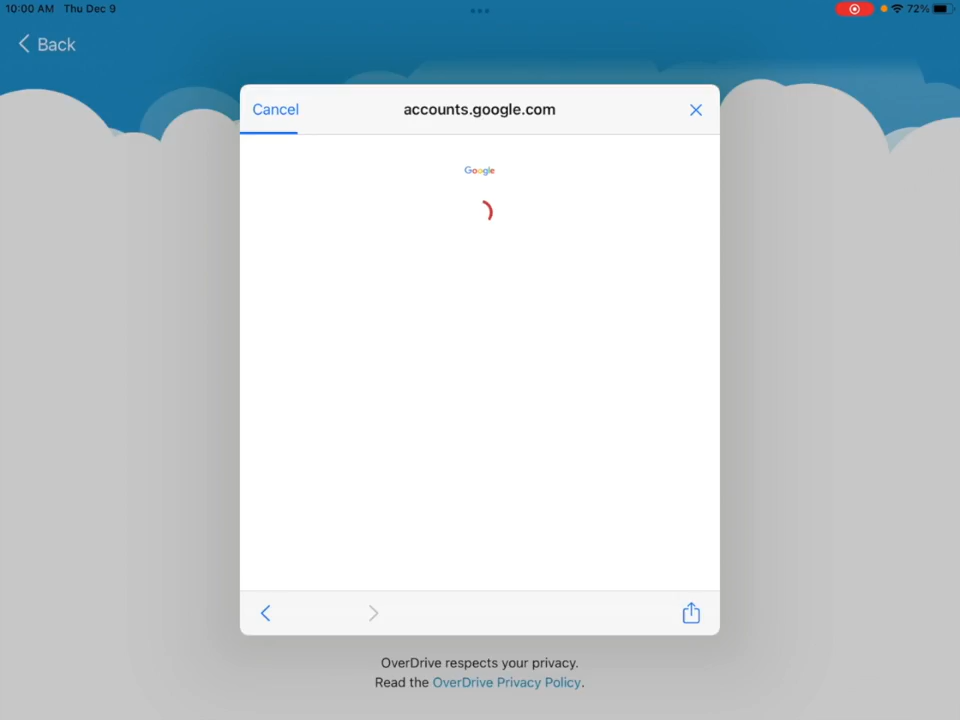 10:00 AM Thu Dec 9
72%
Back
Cancel
accounts.google.com
Google
OverDrive respects your privacy.
Read the OverDrive Privacy Policy.